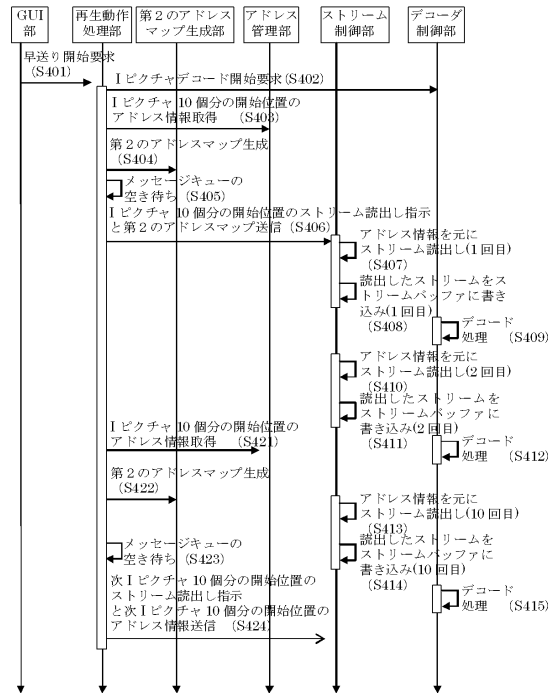 GUI
部
再生動作
処理部
第２のアドレス
マップ生成部
アドレス
管理部
ストリーム
制御部
デコーダ
制御部
早送り開始要求
（S401）
Ｉピクチャデコード開始要求（S402）
Ｉピクチャ 10 個分の開始位置の
アドレス情報取得　（S403）
第２のアドレスマップ生成
（S404）
メッセージキューの
空き待ち（S405）
Ｉピクチャ 10 個分の開始位置のストリーム読出し指示
と第２のアドレスマップ送信（S406）
アドレス情報を元に
ストリーム読出し(１回目)
（S407）
読出したストリームをス
トリームバッファに書き
込み(１回目)
（S408）
デコード
処理　（S409）
アドレス情報を元に
ストリーム読出し(２回目)
（S410）
読出したストリームを
ストリームバッファに
書き込み(２回目)
（S411）
Ｉピクチャ 10 個分の開始位置の
アドレス情報取得　（S421）
デコード
処理　（S412）
第２のアドレスマップ生成
（S422）
アドレス情報を元に
ストリーム読出し(10 回目)
（S413）
メッセージキューの
空き待ち（S423）
読出したストリームを
ストリームバッファに
書き込み(10 回目)
（S414）
次Ｉピクチャ 10 個分の開始位置の
ストリーム読出し指示
と次Ｉピクチャ 10 個分の開始位置の
アドレス情報送信　（S424）
デコード
処理　（S415）